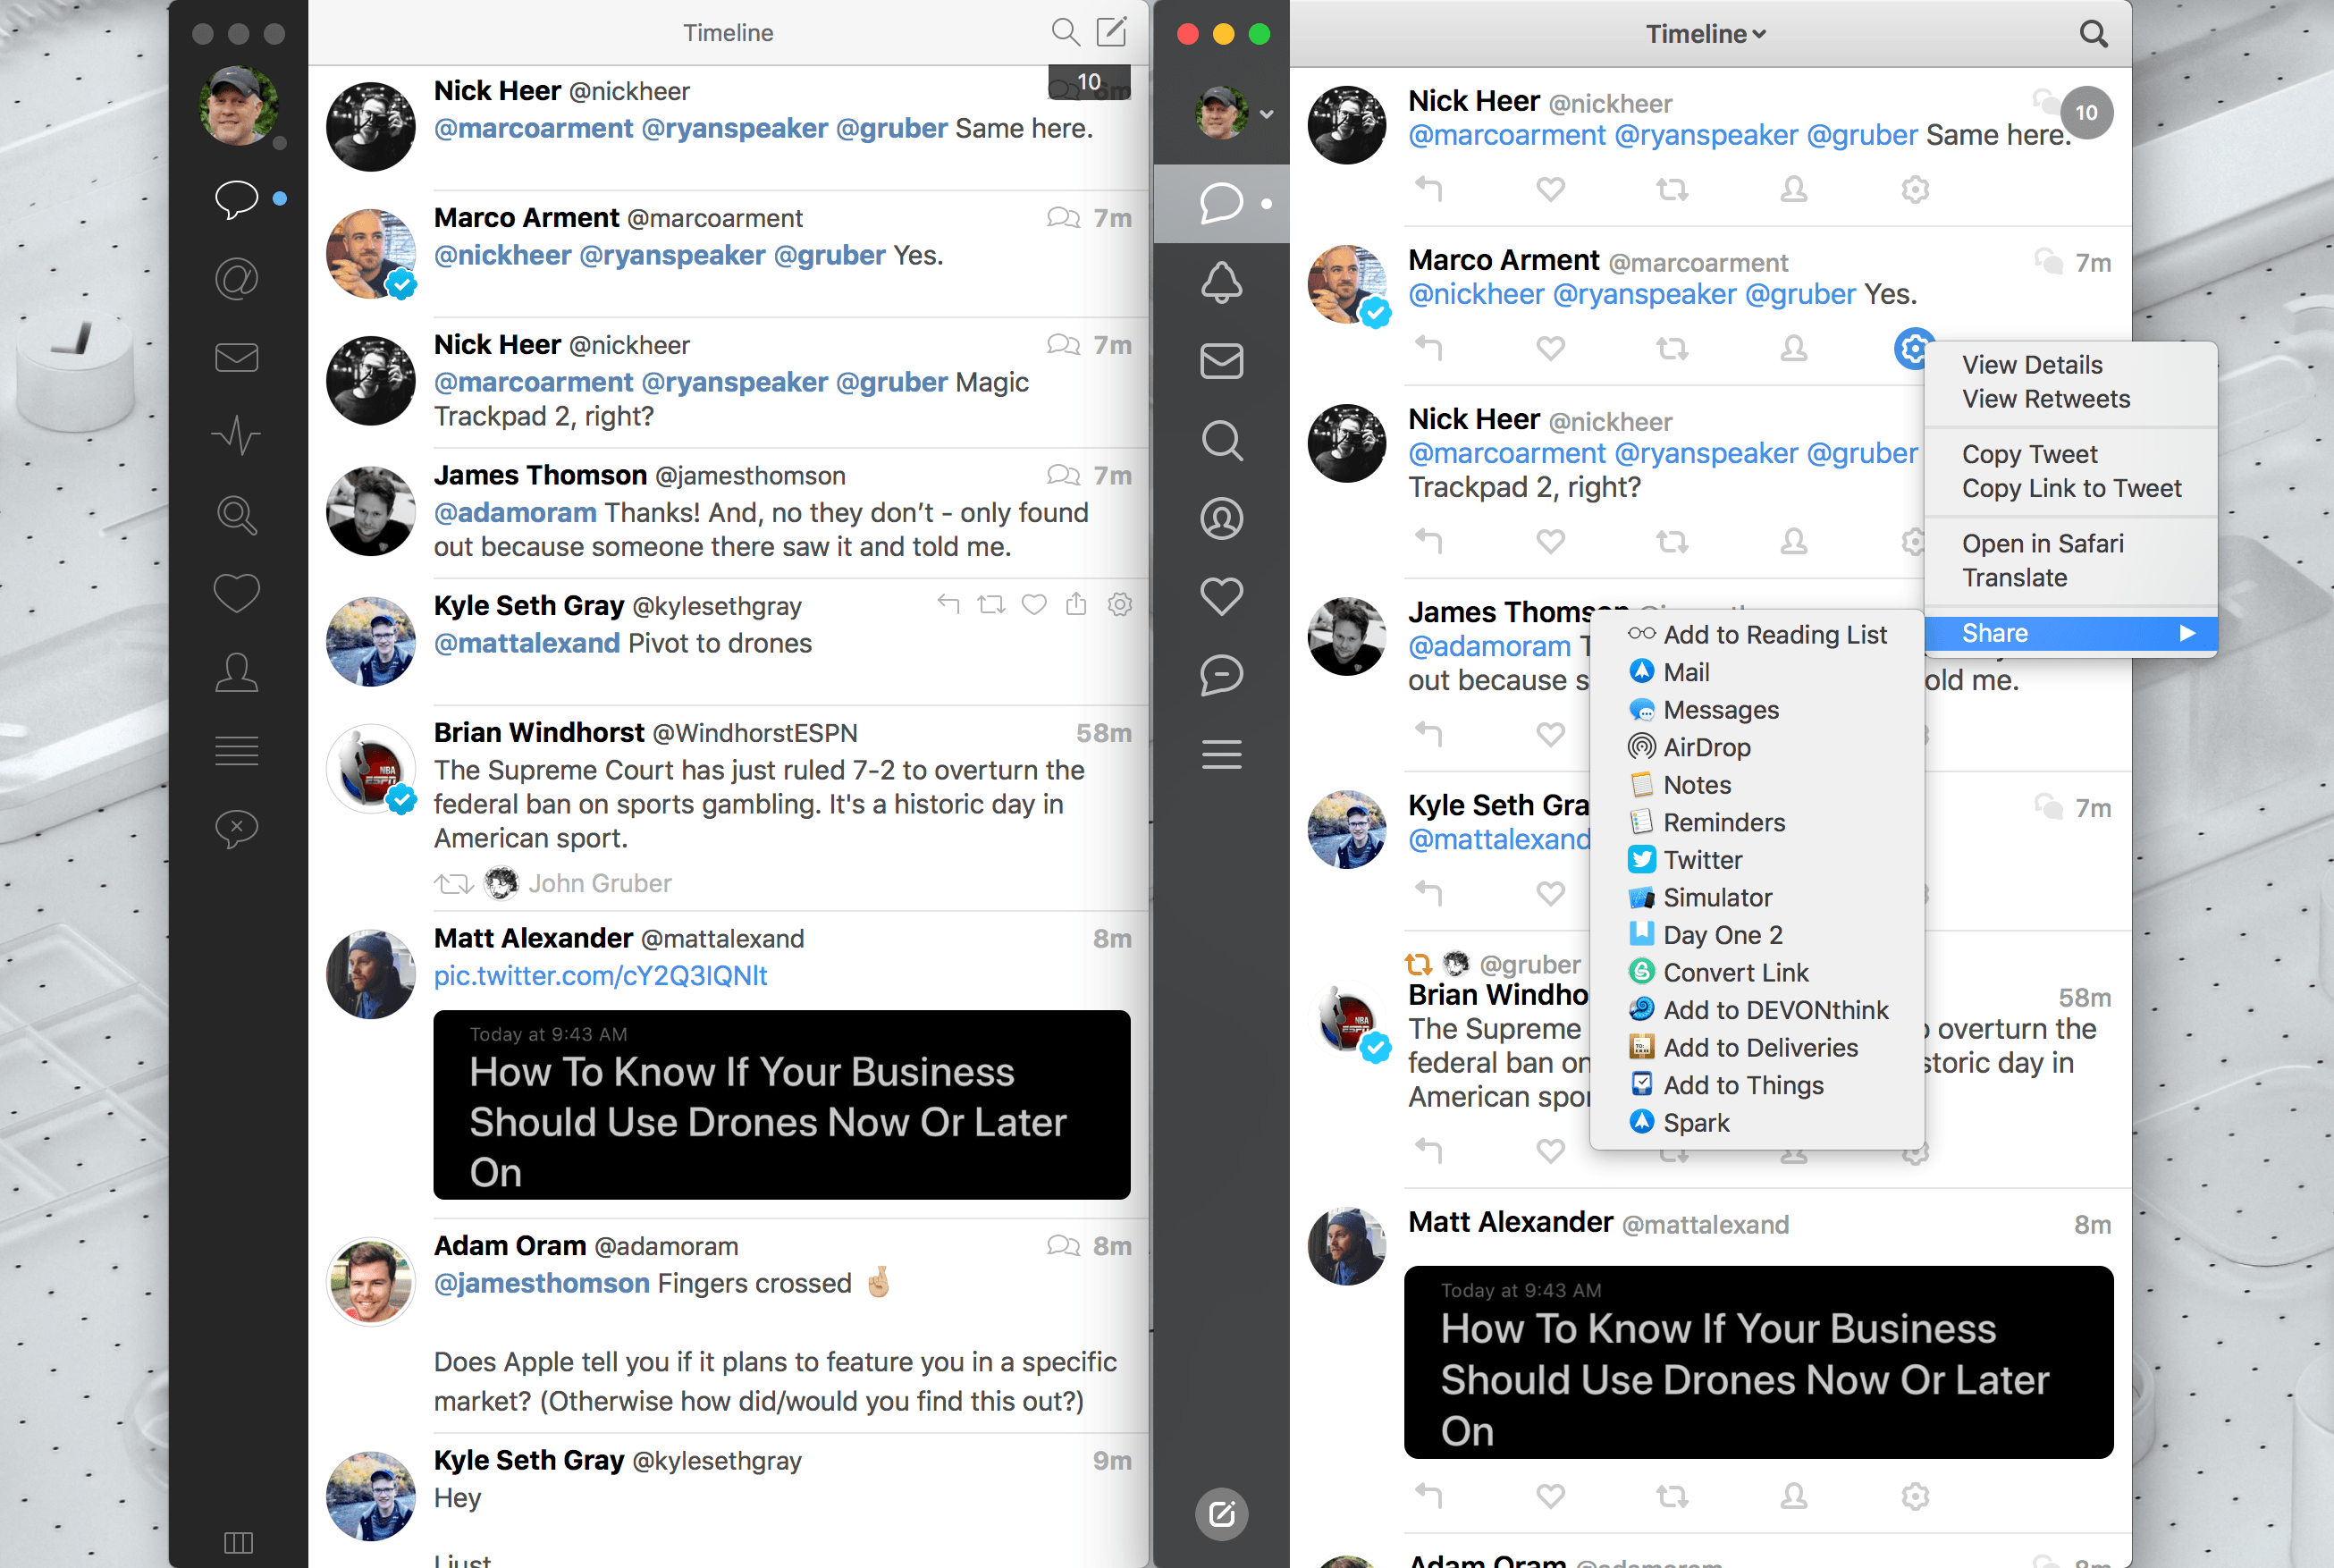 Timeline
10
Nick Heer @nickheer
@marcoarment @ryanspeaker @gruber Same here.
Marco Arment @marcoarment 7m
@nickheer @ryanspeaker @gruber Yes.
Nick Heer @nickheer 7m
@marcoarment @ryanspeaker @gruber Magic
Trackpad 2, right?
James Thomson @jamesthomson 7m
@adamoram Thanks! And, no they don’t - only found
out because someone there saw it and told me.
Kyle Seth Gray @kylesethgray
@mattalexand Pivot to drones
Brian Windhorst @WindhorstESPN 58m
The Supreme Court has just ruled 7-2 to overturn the
federal ban on sports gambling. It's a historic day in
American sport.
John Gruber
Matt Alexander @mattalexand 8m
pic.twitter.com/cY2Q3IQNlt
Today at 9:43 AM
How To Know If Your Business
Should Use Drones Now Or Later
On
Adam Oram @adamoram 8m
@jamesthomson Fingers crossed 🤞🏼
Does Apple tell you if it plans to feature you in a specific
market? (Otherwise how did/would you find this out?)
Kyle Seth Gray @kylesethgray 9m
Hey
Timeline
Nick Heer @nickheer 10
@marcoarment @ryanspeaker @gruber Same here.
Marco Arment @marcoarment 7m
@nickheer @ryanspeaker @gruber Yes.
Nick Heer @nickheer
@marcoarment @ryanspeaker @gruber
Trackpad 2, right?
James Thomson
@adamoram
out because s old me.
Kyle Seth Gra 7m
@mattalexand
@gruber
Brian Windho 58m
The Supreme overturn the
federal ban on storic day in
American spor
Matt Alexander @mattalexand 8m
Today at 9:43 AM
How To Know If Your Business
Should Use Drones Now Or Later
On
Adam Oram @adamoram 8m
View Details
View Retweets
Copy Tweet
Copy Link to Tweet
Open in Safari
Translate
Share
Add to Reading List
Mail
Messages
AirDrop
Notes
Reminders
Twitter
Simulator
Day One 2
Convert Link
Add to DEVONthink
Add to Deliveries
Add to Things
Spark